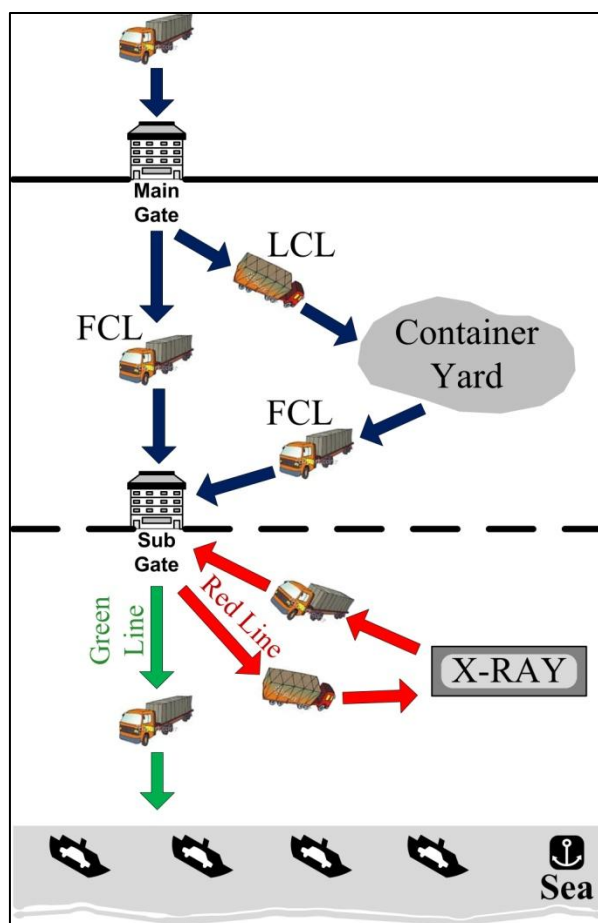 Main
Gate
LCL
FCL
Container
Yard
FCL
Sub
Gate
Green
Line
Red Line
X-RAY
Sea